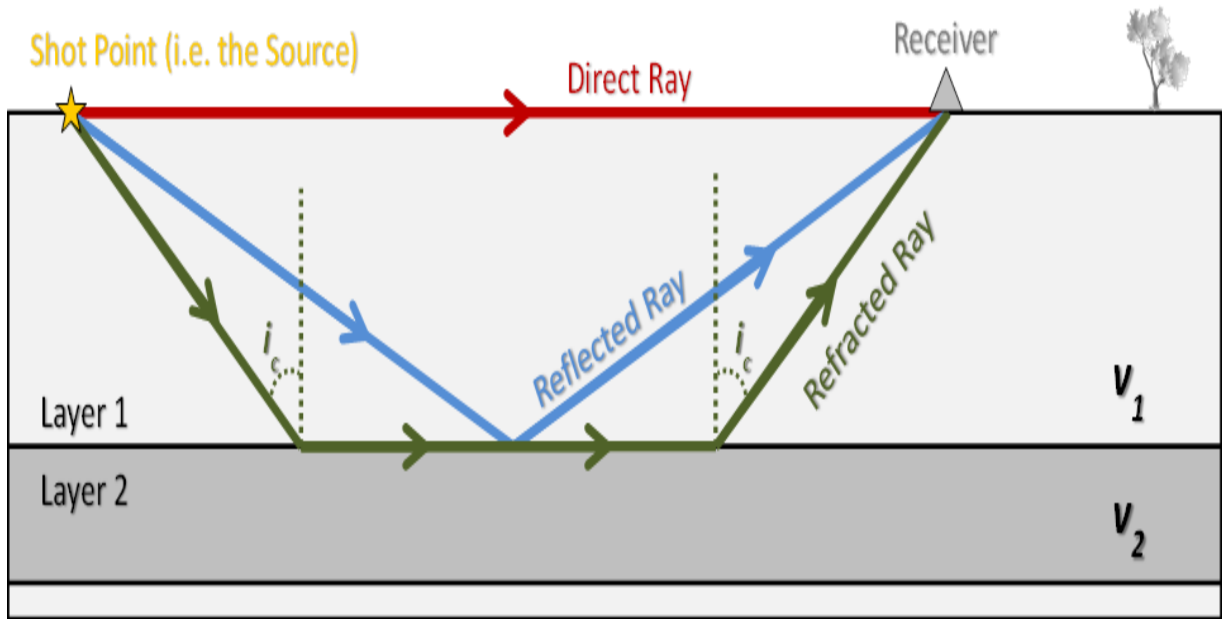 Shot Point (i.e. the Source)
Receiver
Direct Ray
Reflected Ray
Refracted Ray
i_c
i_c
Layer 1
V_1
Layer 2
V_2